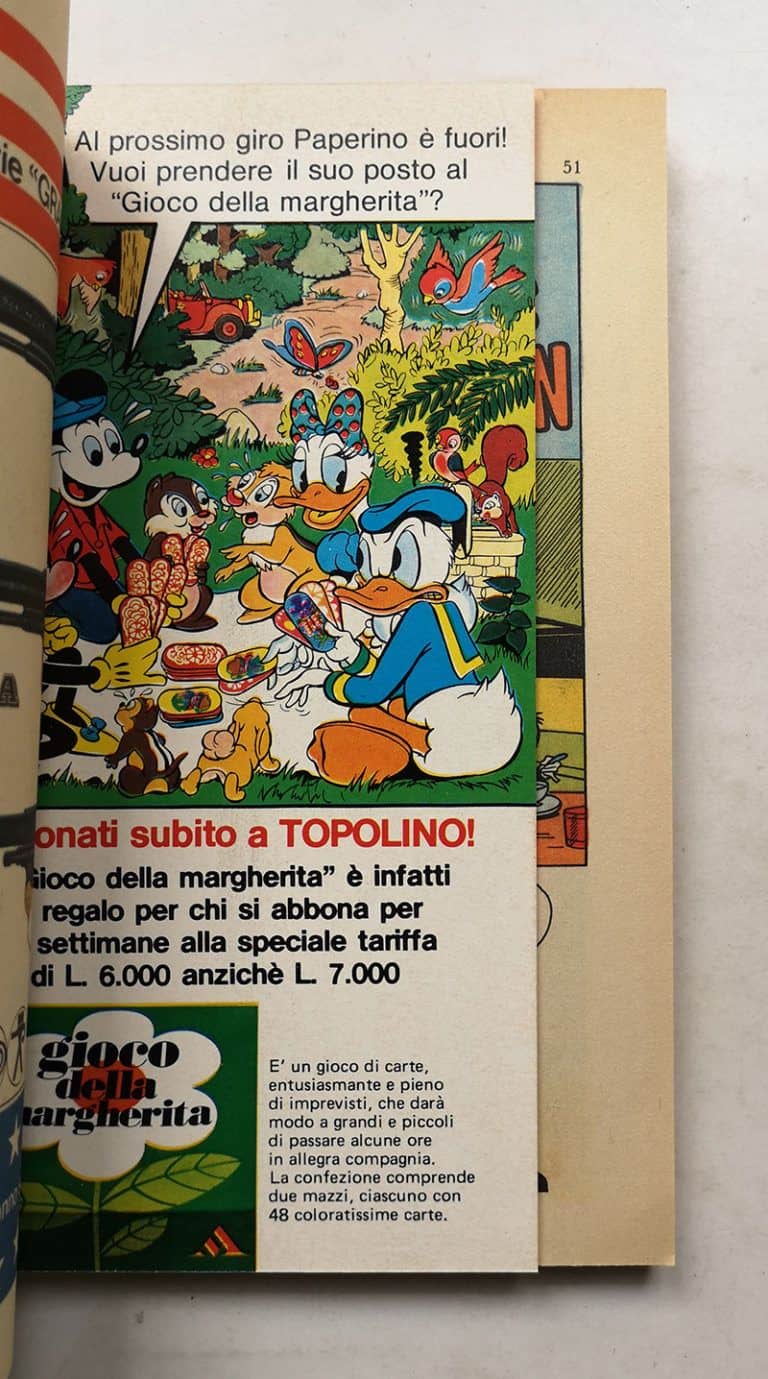 Al prossimo giro Paperino è fuori!
Vuoi prendere il suo posto al
“Gioco della margherita”?
51
N
onati subito a TOPOLINO!
Gioco della margherita” è infatti
regalo per chi si abbona per
settimane alla speciale tariffa
di L. 6.000 anzichè L. 7.000
gioco
della
margherita
E' un gioco di carte,
entusiasmante e pieno
di imprevisti, che darà
modo a grandi e piccoli
di passare alcune ore
in allegra compagnia.
La confezione comprende
due mazzi, ciascuno con
48 coloratissime carte.